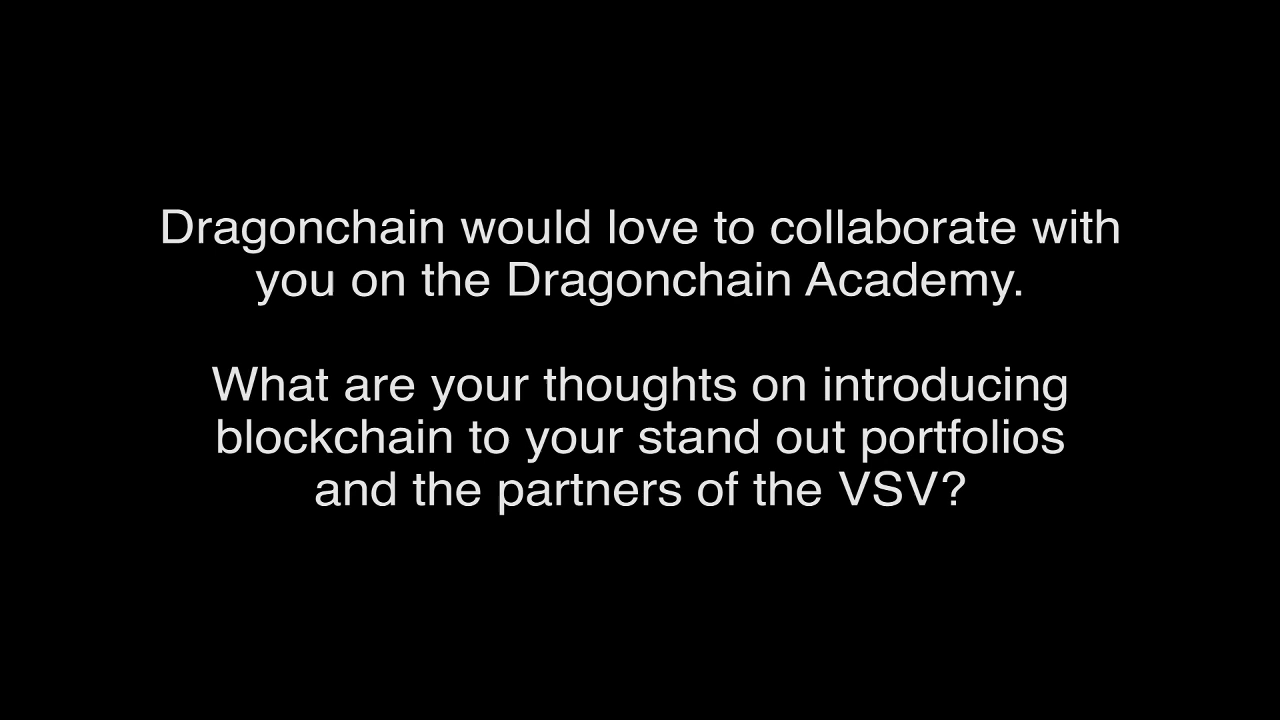 Dragonchain would love to collaborate with
you on the Dragonchain Academy.
What are your thoughts on introducing
blockchain to your stand out portfolios
and the partners of the VSV?